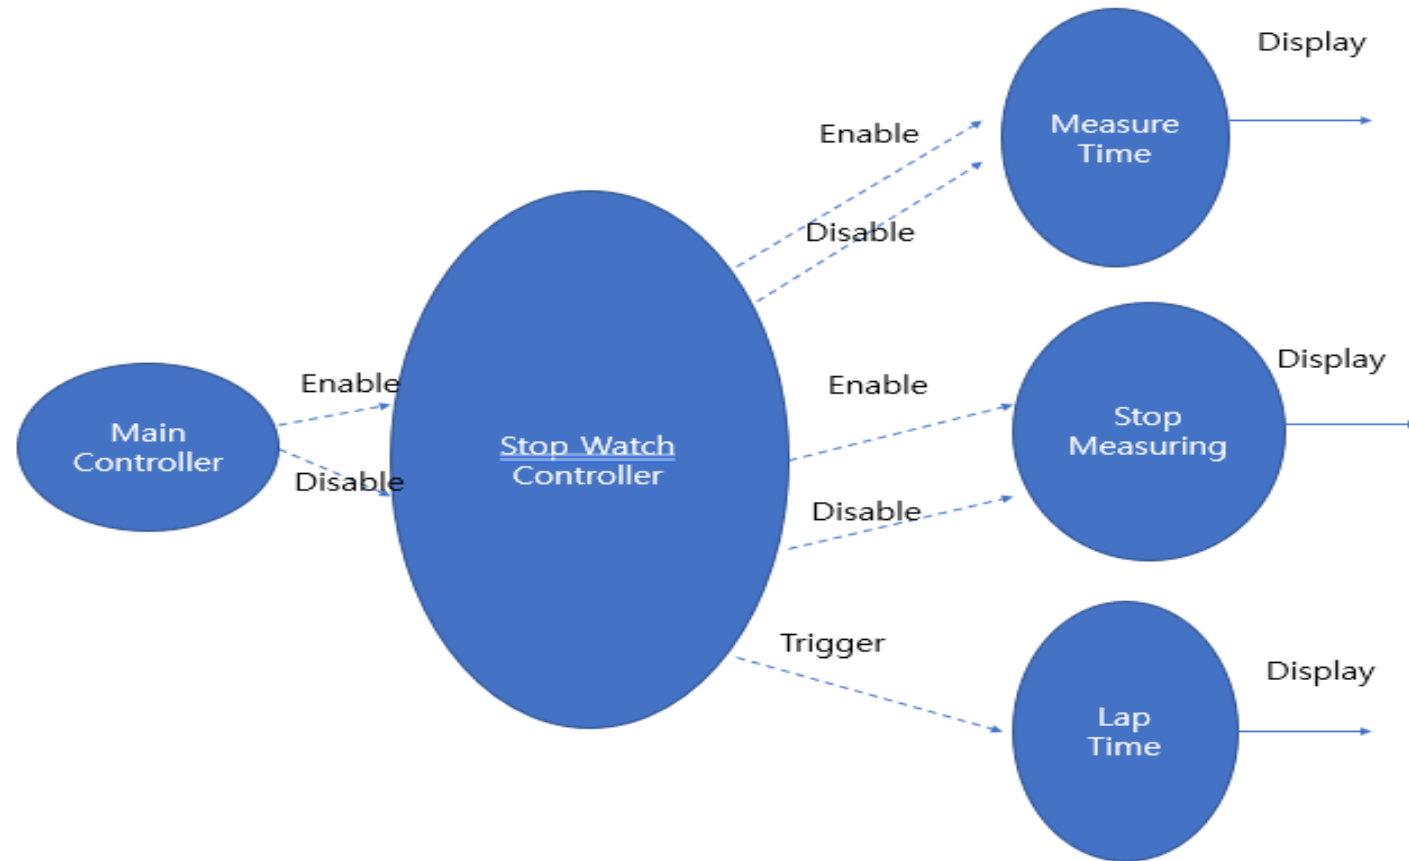 Display
Enable
Measure
Time
Disable
Enable
Main
Controller
Disable
Stop Watch
Controller
Enable
Disable
Stop
Measuring
Display
Trigger
Lap
Time
Display